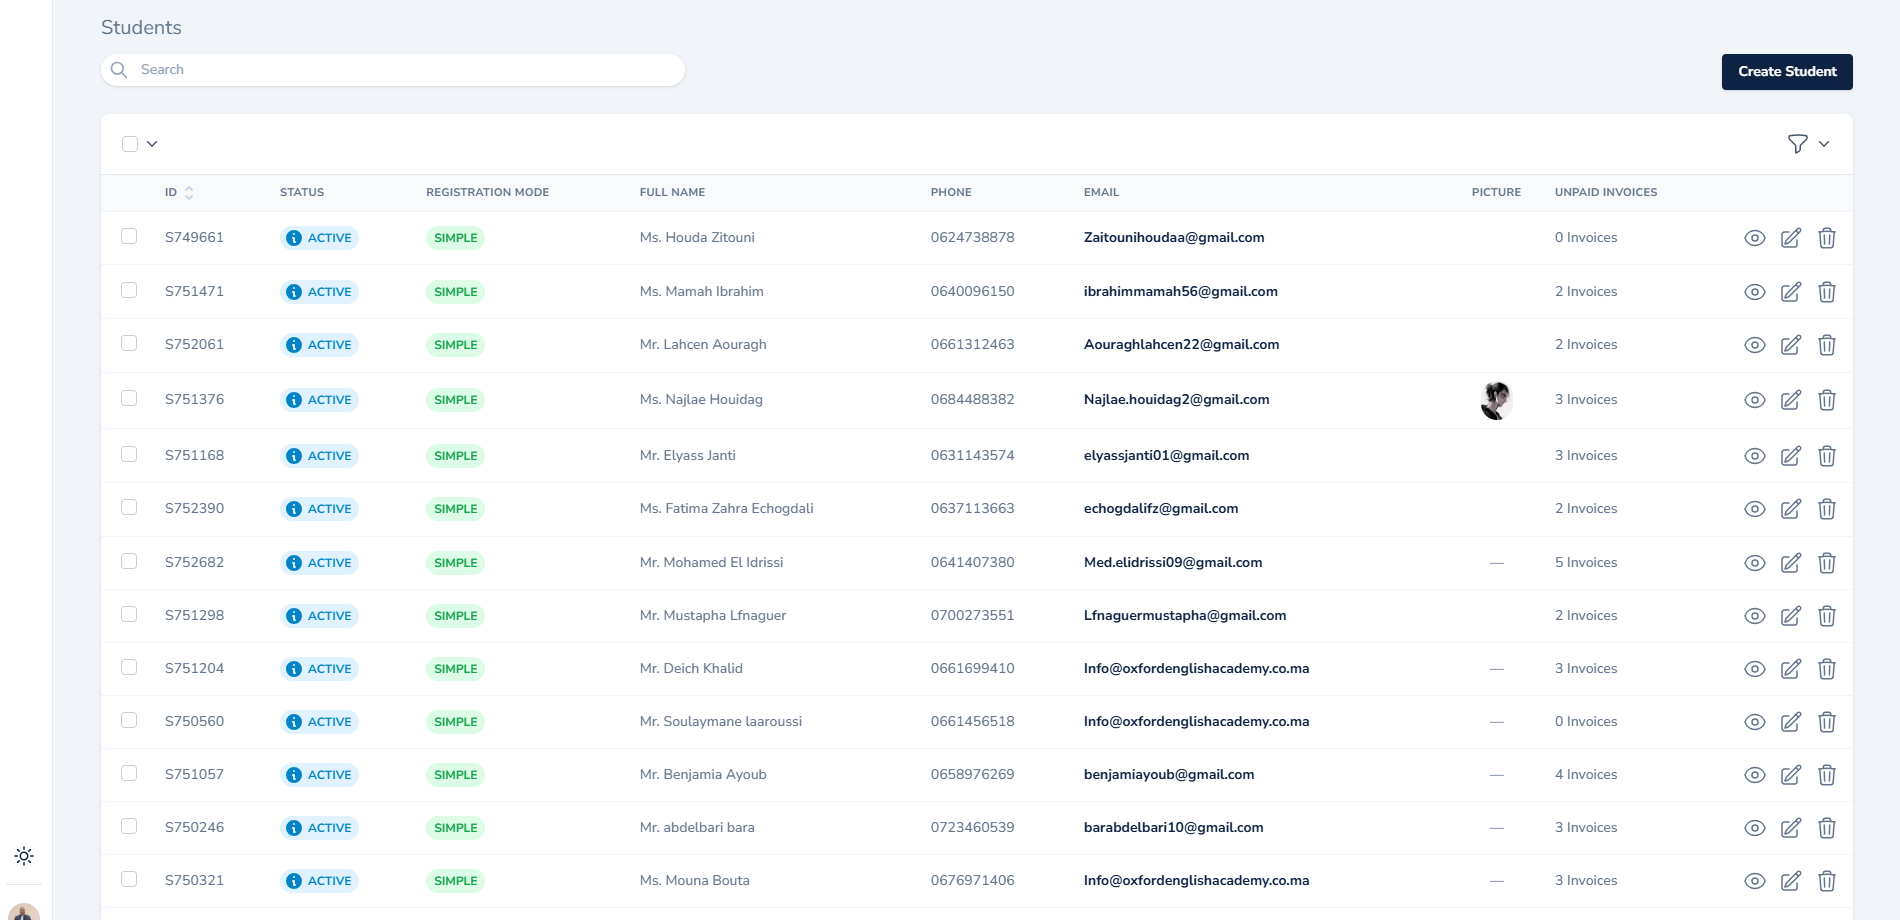 Students
Search
Create Student
ID STATUS REGISTRATION MODE FULL NAME PHONE EMAIL PICTURE UNPAID INVOICES
S749661 ACTIVE SIMPLE Ms. Houda Zitouni 0624738878 Zaitounihoudaa@gmail.com 0 Invoices
S751471 ACTIVE SIMPLE Ms. Mamah Ibrahim 0640096150 ibrahimmamah56@gmail.com 2 Invoices
S752061 ACTIVE SIMPLE Mr. Lahcen Aouragh 0661312463 Aouraghlahcen22@gmail.com 2 Invoices
S751376 ACTIVE SIMPLE Ms. Najlae Houidag 0684488382 Najlae.houidag2@gmail.com 3 Invoices
S751168 ACTIVE SIMPLE Mr. Elyass Janti 0631143574 elyassjanti01@gmail.com 3 Invoices
S752390 ACTIVE SIMPLE Ms. Fatima Zahra Echogdali 0637113663 echogdalifz@gmail.com 2 Invoices
S752682 ACTIVE SIMPLE Mr. Mohamed El Idrissi 0641407380 Med.elidrissi09@gmail.com — 5 Invoices
S751298 ACTIVE SIMPLE Mr. Mustapha Lfnaguer 0700273551 Lfnaguermustapha@gmail.com 2 Invoices
S751204 ACTIVE SIMPLE Mr. Deich Khalid 0661699410 Info@oxfordenglishacademy.co.ma — 3 Invoices
S750560 ACTIVE SIMPLE Mr. Soulaymane laaroussi 0661456518 Info@oxfordenglishacademy.co.ma — 0 Invoices
S751057 ACTIVE SIMPLE Mr. Benjamia Ayoub 0658976269 benjamiayoub@gmail.com — 4 Invoices
S750246 ACTIVE SIMPLE Mr. abdelbari bara 0723460539 barabdelbari10@gmail.com — 3 Invoices
S750321 ACTIVE SIMPLE Ms. Mouna Bouta 0676971406 Info@oxfordenglishacademy.co.ma — 3 Invoices